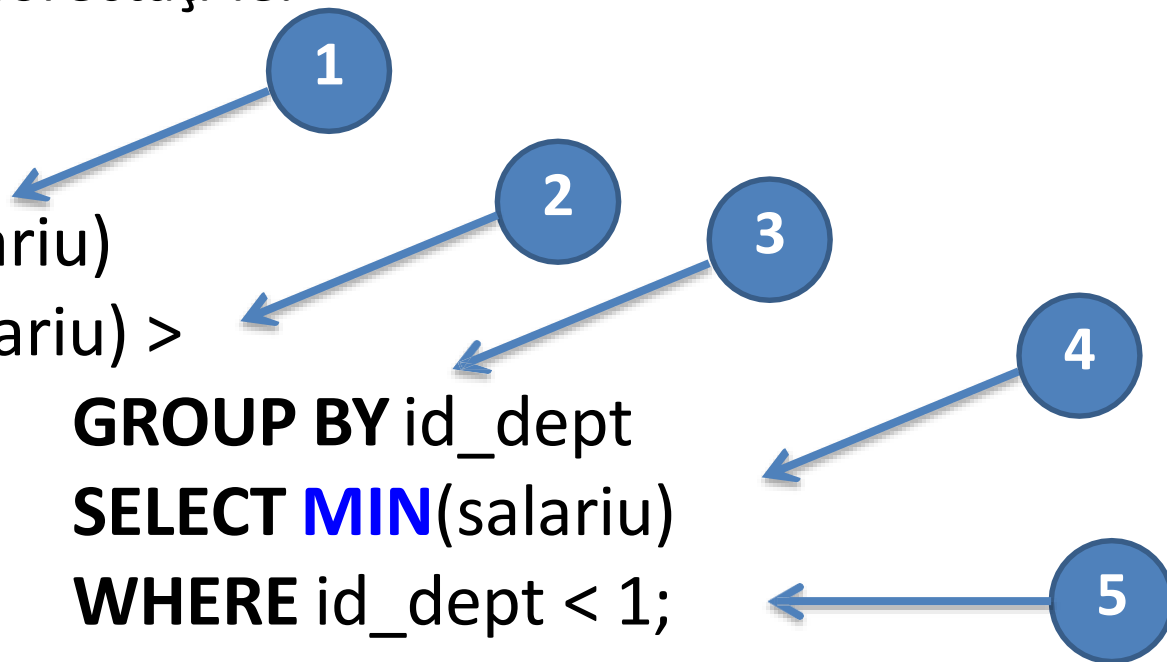 1
2
ariu)
3
ariu) >
4
GROUP BY id_dept
SELECT MIN(salariu)
WHERE id_dept < 1;
5